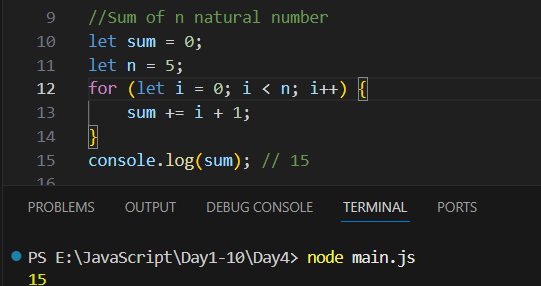 9 //Sum of n natural number
10 let sum = 0;
11 let n = 5;
12 for (let i = 0; i < n; i++) {
13     sum += i + 1;
14 }
15 console.log(sum); // 15
16
PROBLEMS OUTPUT DEBUG CONSOLE TERMINAL PORTS
PS E:\JavaScript\Day1-10\Day4> node main.js
15